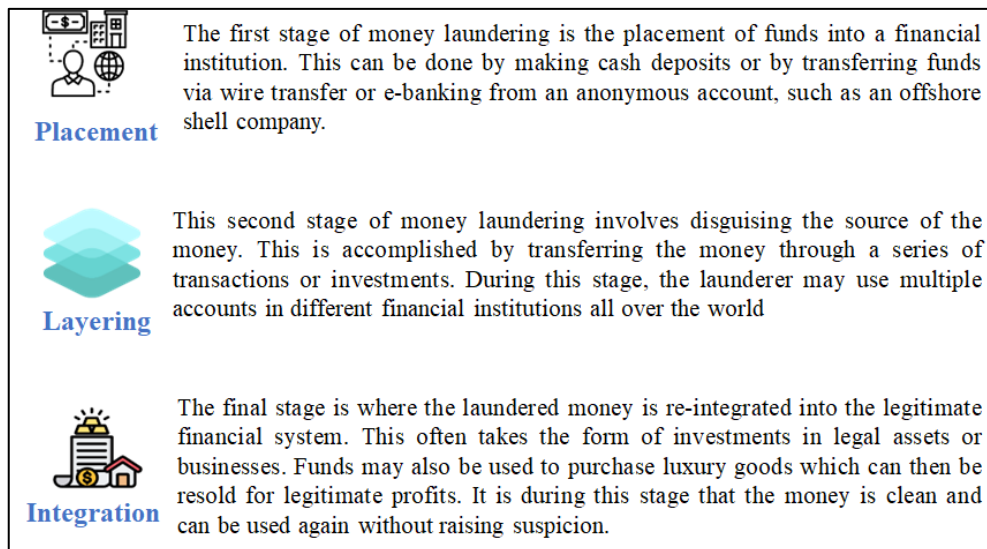 The first stage of money laundering is the placement of funds into a financial
institution. This can be done by making cash deposits or by transferring funds
via wire transfer or e-banking from an anonymous account, such as an offshore
shell company.
Placement
This second stage of money laundering involves disguising the source of the
money. This is accomplished by transferring the money through a series of
transactions or investments. During this stage, the launderer may use multiple
accounts in different financial institutions all over the world
Layering
The final stage is where the laundered money is re-integrated into the legitimate
financial system. This often takes the form of investments in legal assets or
businesses. Funds may also be used to purchase luxury goods which can then be
resold for legitimate profits. It is during this stage that the money is clean and
can be used again without raising suspicion.
Integration